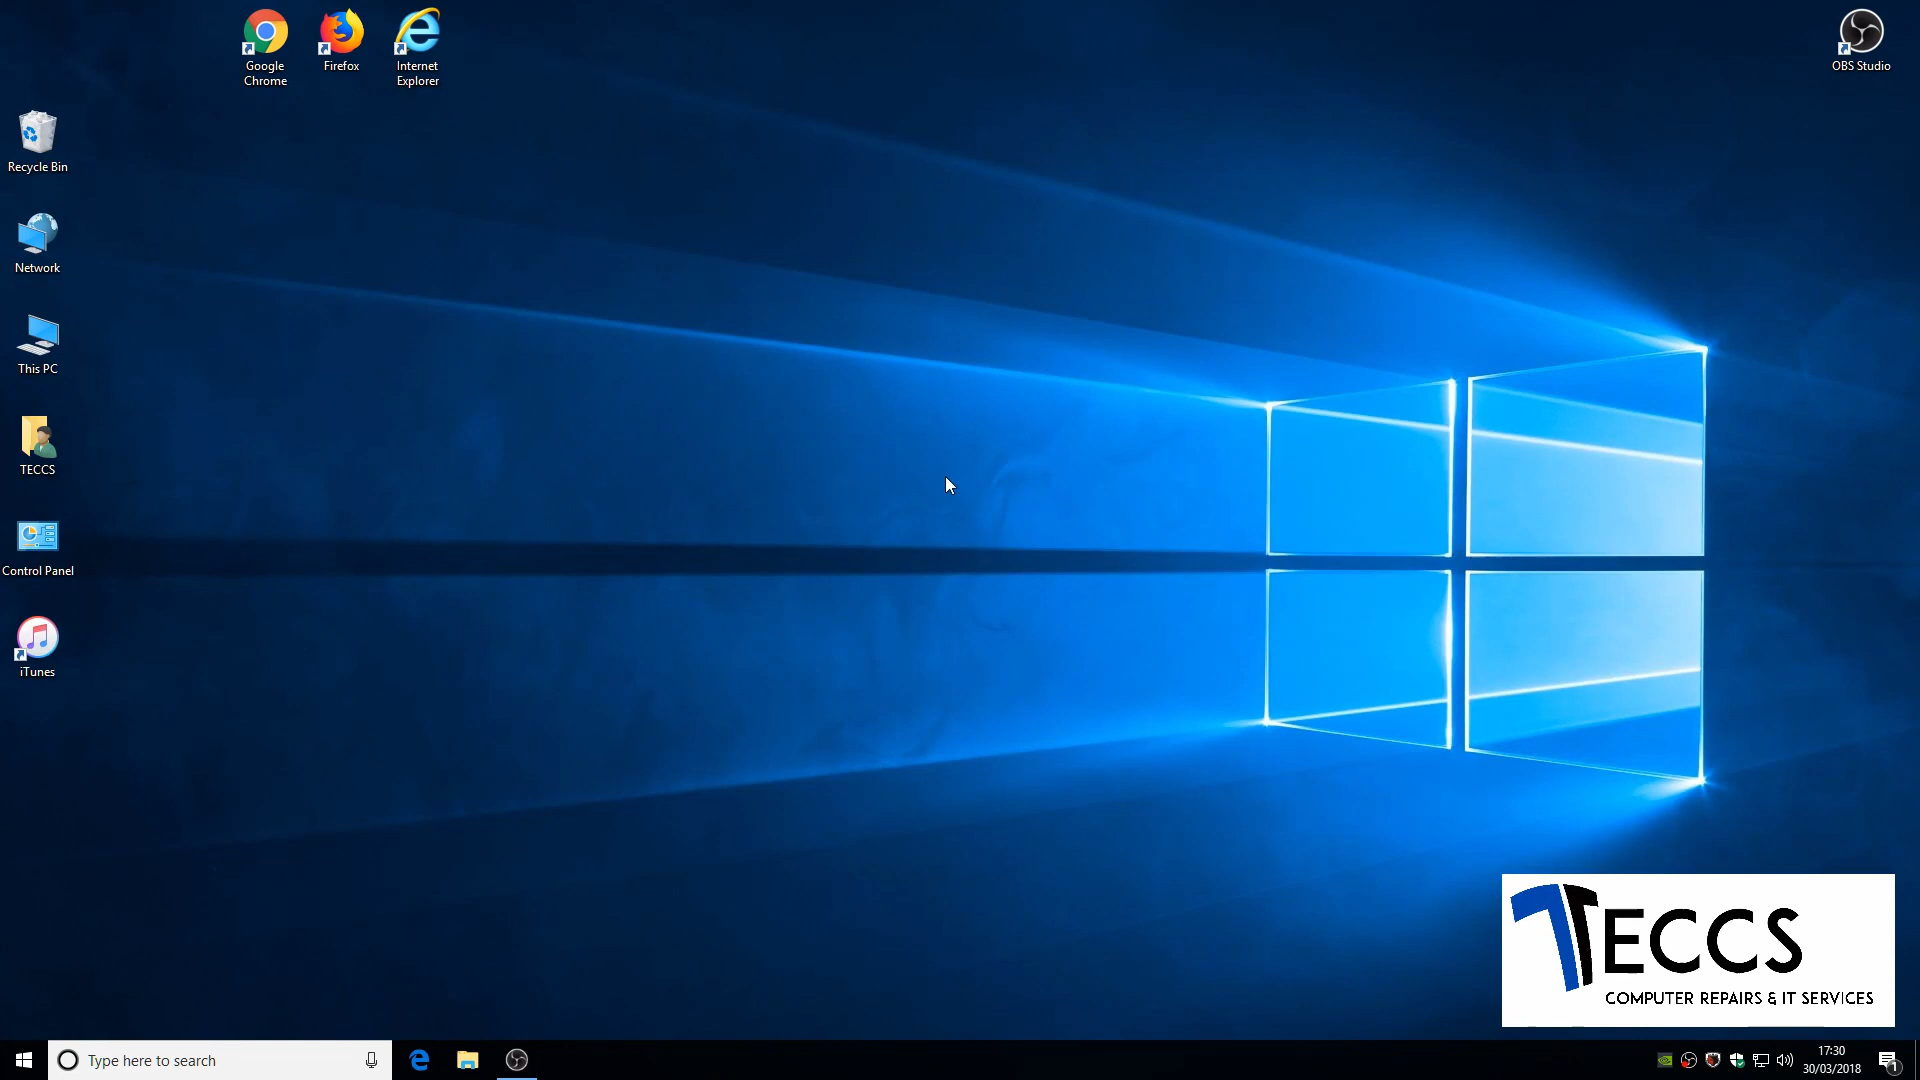 Google
Chrome
Firefox
Internet
Explorer
OBS Studio
Recycle Bin
Network
This PC
TECCS
Control Panel
iTunes
TECCS
COMPUTER REPAIRS & IT SERVICES
Type here to search
17:30
30/03/2018
1